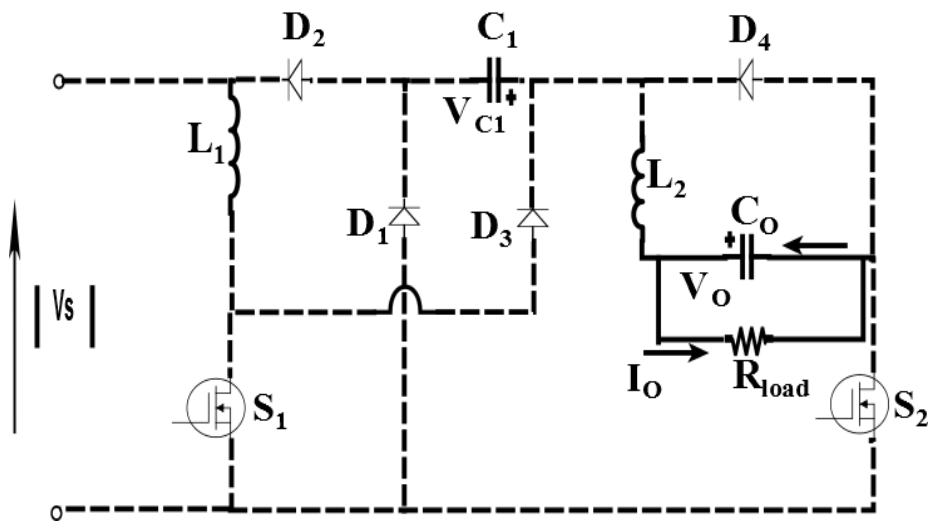 D2
C1
D4
+
VC1
L1
L2
D1
D3
CO
+
VO
| Vs |
IO
Rload
S1
S2